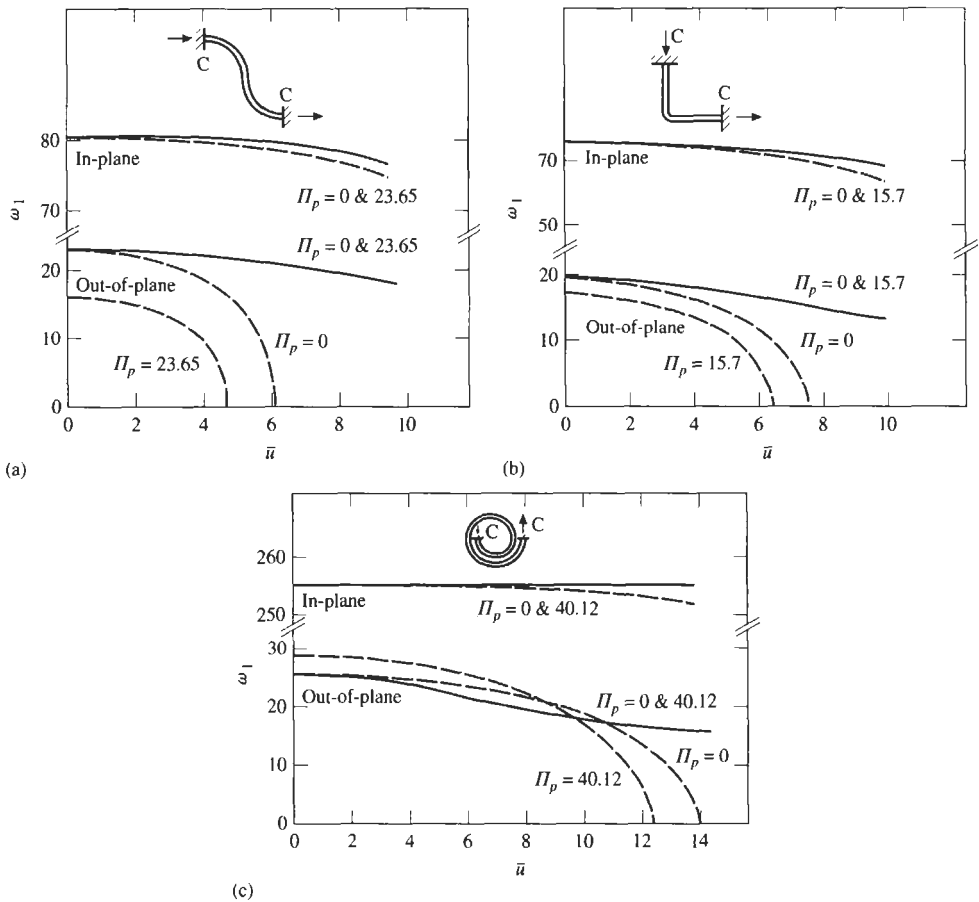 (a)
C
C
80
In-plane
Π_p = 0 & 23.65
70
ω₁
Π_p = 0 & 23.65
20
Out-of-plane
Π_p = 0
10
Π_p = 23.65
0
0 2 4 6 8 10
ū
(b)
C
C
70
In-plane
Π_p = 0 & 15.7
50
ω₁
20
Π_p = 0 & 15.7
Out-of-plane
10
Π_p = 0
Π_p = 15.7
0
0 2 4 6 8 10
ū
(c)
C
C
260
In-plane
Π_p = 0 & 40.12
250
ω₁
30
Out-of-plane
Π_p = 0 & 40.12
20
Π_p = 0
10
Π_p = 40.12
0
0 2 4 6 8 10 12 14
ū